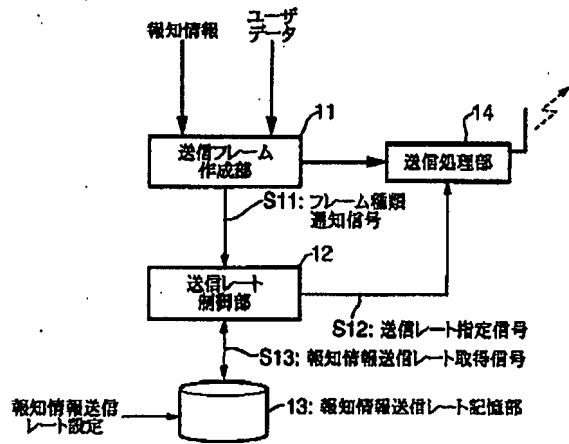 報知情報
ユーザ
データ
11
送信フレーム
作成部
14
送信処理部
S11: フレーム種類
通知信号
12
送信レート
制御部
S12: 送信レート指定信号
S13: 報知情報送信レート取得信号
報知情報送信
レート設定
13: 報知情報送信レート記憶部